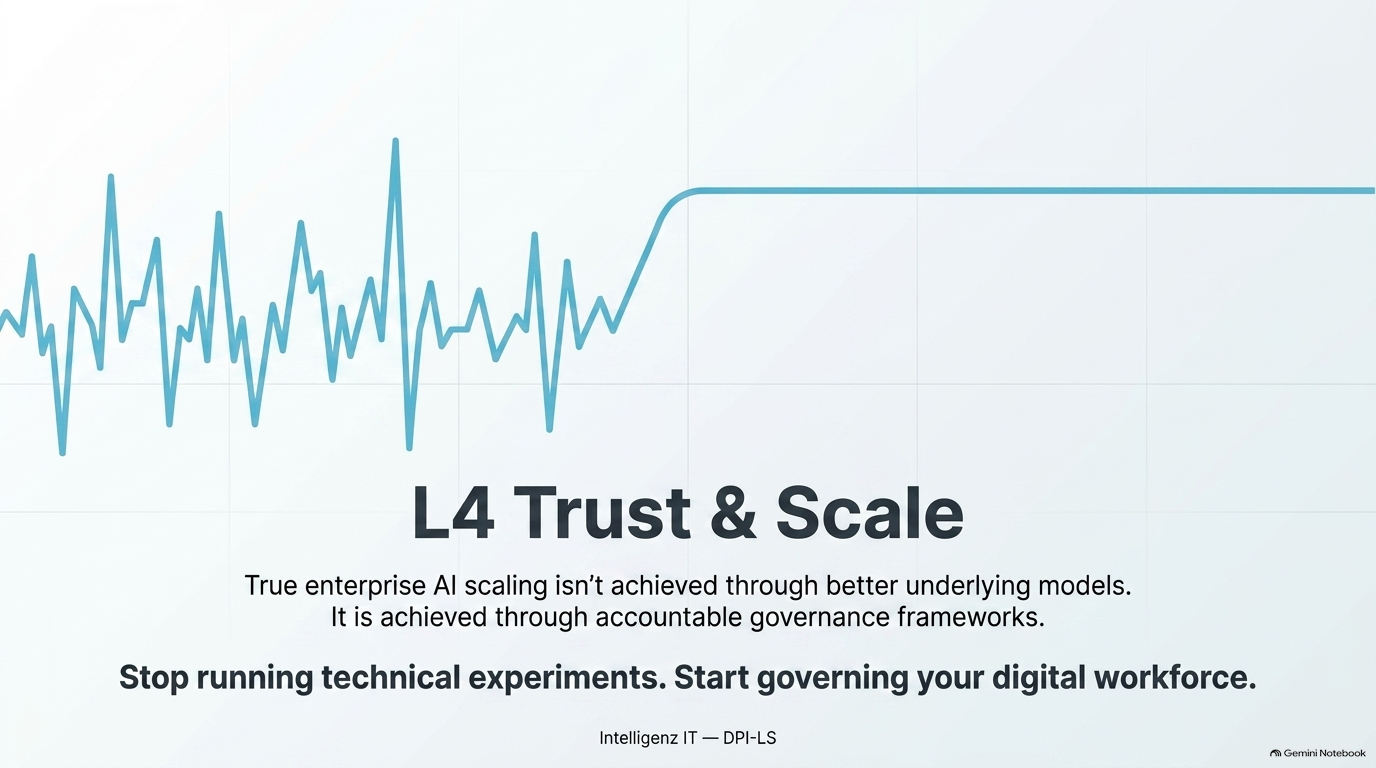 L4 Trust & Scale
True enterprise AI scaling isn’t achieved through better underlying models.
It is achieved through accountable governance frameworks.
Stop running technical experiments. Start governing your digital workforce.
Intelligenz IT — DPI-LS
Gemini Notebook